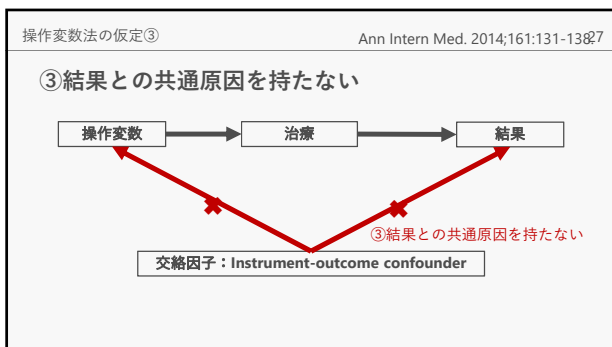 操作変数法の仮定③
Ann Intern Med. 2014;161:131-138.
27
③結果との共通原因を持たない
操作変数
治療
結果
③結果との共通原因を持たない
交絡因子：Instrument-outcome confounder